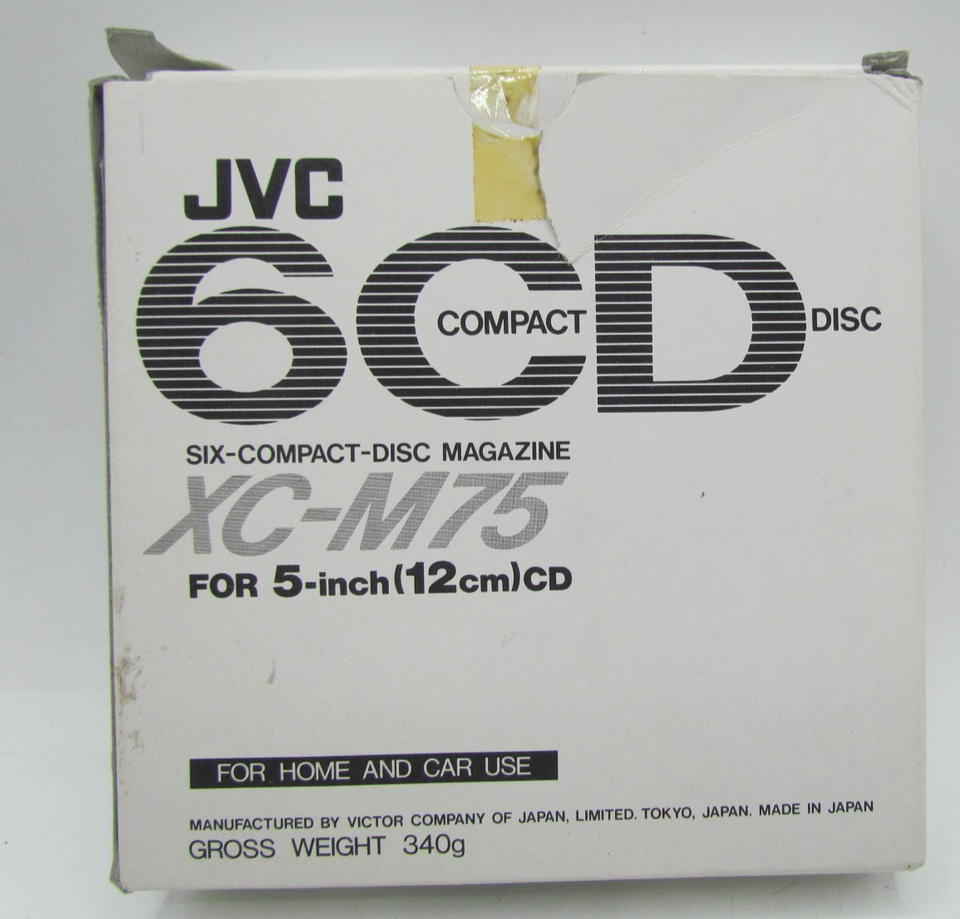 JVC
6CD
COMPACT
DISC
SIX-COMPACT-DISC MAGAZINE
XC-M75
FOR 5-inch(12cm)CD
FOR HOME AND CAR USE
MANUFACTURED BY VICTOR COMPANY OF JAPAN, LIMITED. TOKYO, JAPAN. MADE IN JAPAN
GROSS WEIGHT 340g